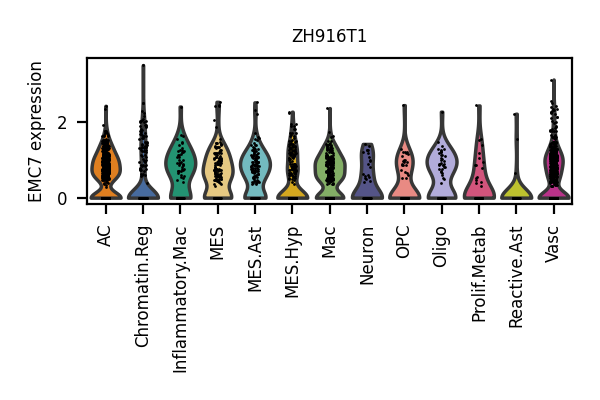 ZH916T1
EMC7 expression
2
0
AC
Chromatin.Reg
Inflammatory.Mac
MES
MES.Ast
MES.Hyp
Mac
Neuron
OPC
Oligo
Prolif.Metab
Reactive.Ast
Vasc